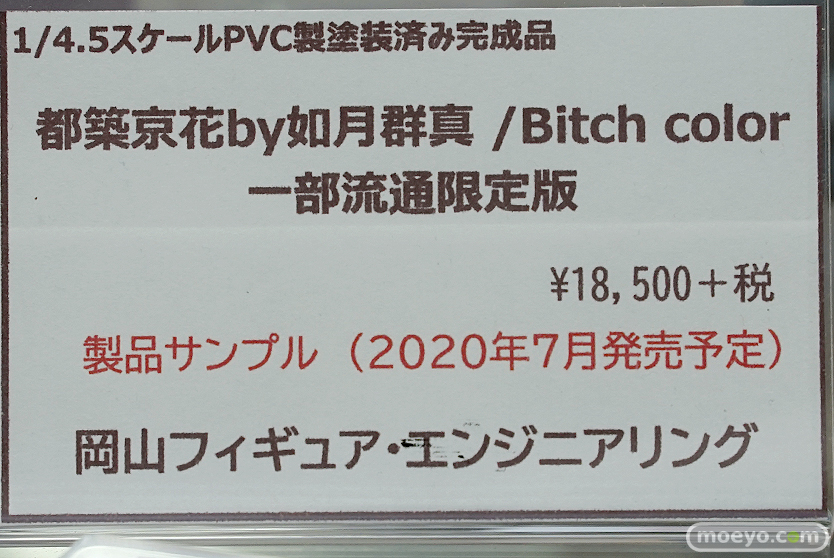 1/4.5スケールPVC製塗装済み完成品
都築京花by如月群真 /Bitch color
一部流通限定版
¥18,500＋税
製品サンプル（2020年7月発売予定）
岡山フィギュア・エンジニアリング
moeyo.com